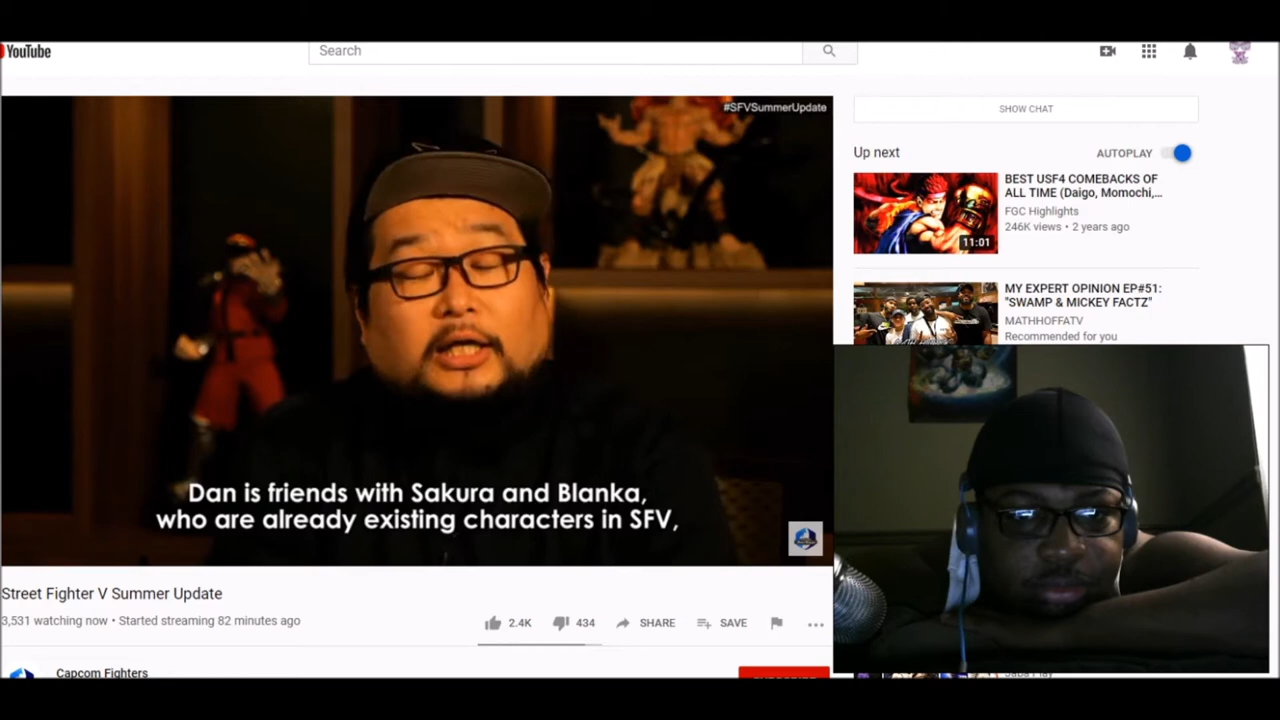 YouTube
Search
#SFVSummerUpdate
Dan is friends with Sakura and Blanka,
who are already existing characters in SFV,
Street Fighter V Summer Update
3,531 watching now • Started streaming 82 minutes ago
2.4K
434
SHARE
SAVE
Capcom Fighters
SHOW CHAT
Up next
AUTOPLAY
BEST USF4 COMEBACKS OF
ALL TIME (Daigo, Momochi,...
FGC Highlights
246K views • 2 years ago
11:01
MY EXPERT OPINION EP#51:
"SWAMP & MICKEY FACTZ"
MATHHOFFATV
Recommended for you